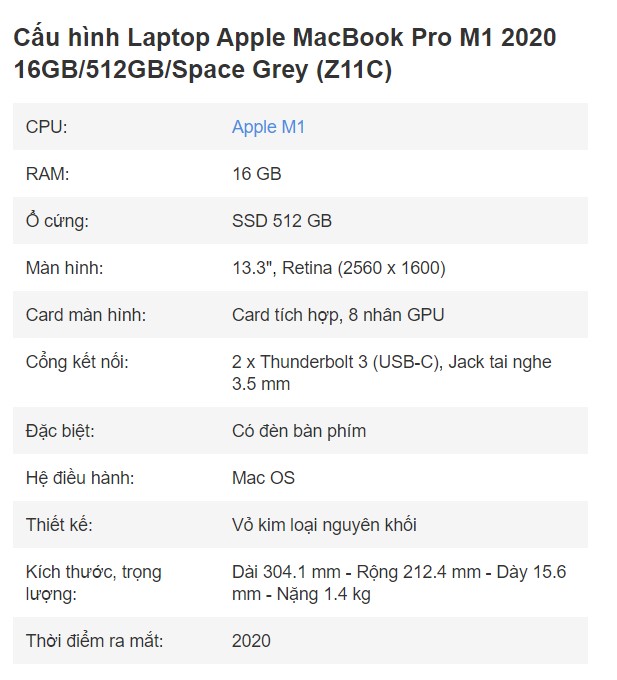 Cấu hình Laptop Apple MacBook Pro M1 2020
16GB/512GB/Space Grey (Z11C)
CPU: Apple M1
RAM: 16 GB
Ổ cứng: SSD 512 GB
Màn hình: 13.3", Retina (2560 x 1600)
Card màn hình: Card tích hợp, 8 nhân GPU
Cổng kết nối: 2 x Thunderbolt 3 (USB-C), Jack tai nghe
3.5 mm
Đặc biệt: Có đèn bàn phím
Hệ điều hành: Mac OS
Thiết kế: Vỏ kim loại nguyên khối
Kích thước, trọng Dài 304.1 mm - Rộng 212.4 mm - Dày 15.6
lượng: mm - Nặng 1.4 kg
Thời điểm ra mắt: 2020